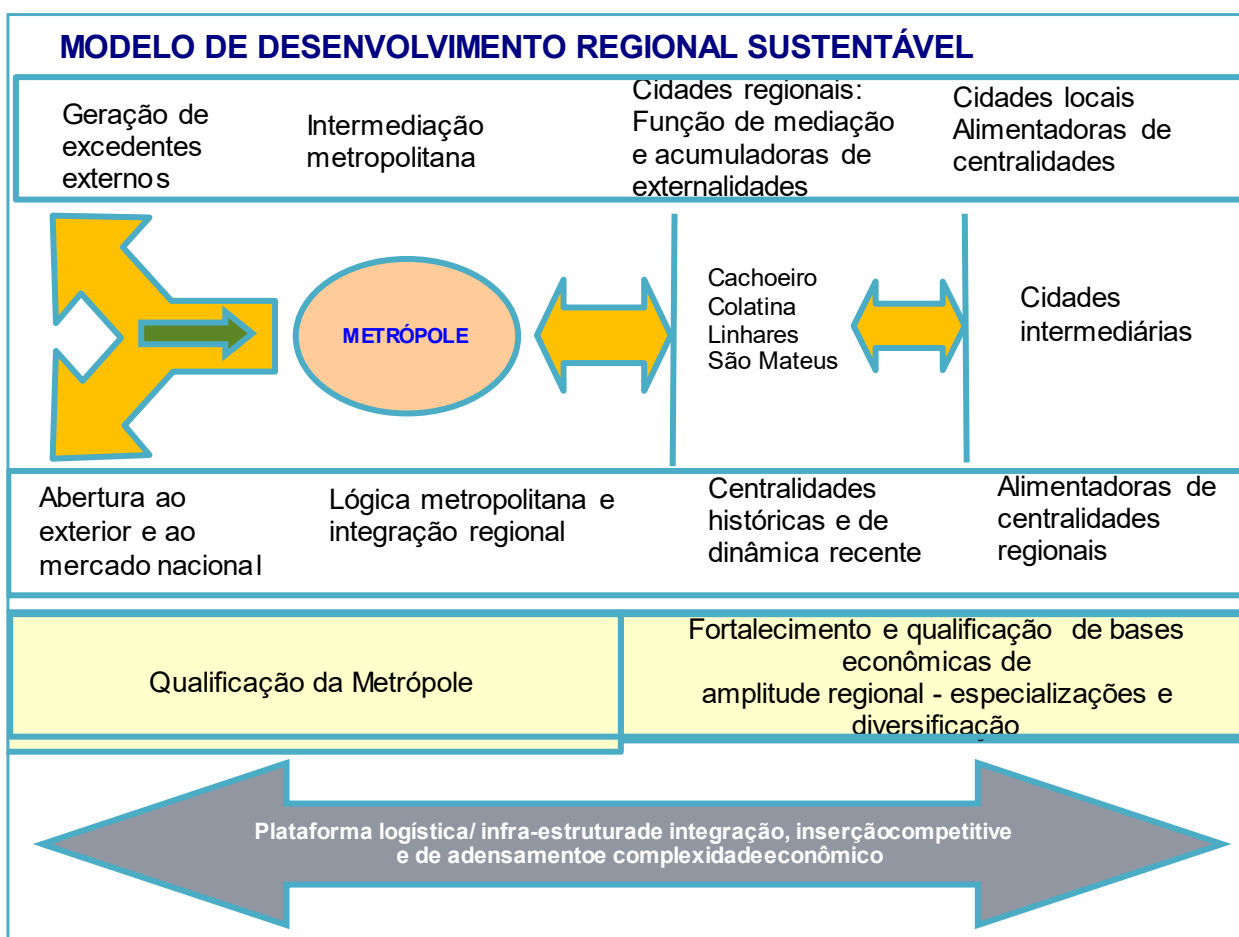 MODELO DE DESENVOLVIMENTO REGIONAL SUSTENTÁVEL
Geração de
excedentes
externos
Intermediação
metropolitana
Cidades regionais:
Função de mediação
e acumuladoras de
externalidades
Cidades locais
Alimentadoras de
centralidades
METRÓPOLE
Cachoeiro
Colatina
Linhares
São Mateus
Cidades
intermediárias
Abertura ao
exterior e ao
mercado nacional
Lógica metropolitana e
integração regional
Centralidades
históricas e de
dinâmica recente
Alimentadoras de
centralidades
regionais
Qualificação da Metrópole
Fortalecimento e qualificação de bases
econômicas de
amplitude regional - especializações e
diversificação
Plataforma logística/ infra-estruturade integração, inserçãocompetitive
e de adensamentoe complexidadeeconômico